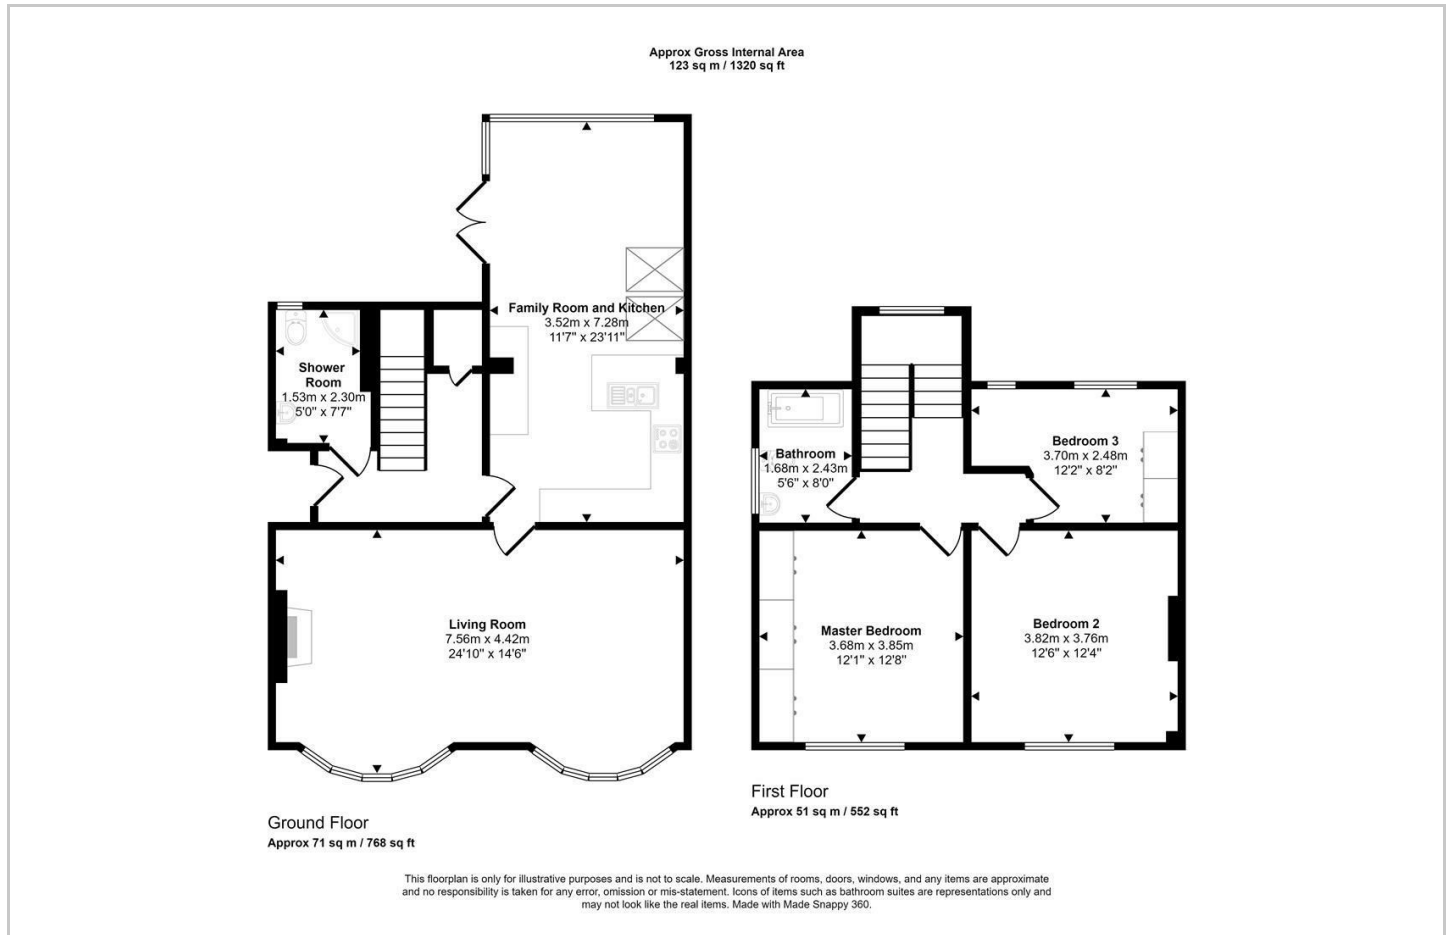 Approx Gross Internal Area
123 sq m / 1320 sq ft
Family Room and Kitchen
3.52m x 7.28m
11'7" x 23'11"
Shower
Room
1.53m x 2.30m
5'0" x 7'7"
Living Room
7.56m x 4.42m
24'10" x 14'6"
Ground Floor
Approx 71 sq m / 768 sq ft
Bathroom
1.68m x 2.43m
5'6" x 8'0"
Bedroom 3
3.70m x 2.48m
12'2" x 8'2"
Master Bedroom
3.68m x 3.85m
12'1" x 12'8"
Bedroom 2
3.82m x 3.76m
12'6" x 12'4"
First Floor
Approx 51 sq m / 552 sq ft
This floorplan is only for illustrative purposes and is not to scale. Measurements of rooms, doors, windows, and any items are approximate
and no responsibility is taken for any error, omission or mis-statement. Icons of items such as bathroom suites are representations only and
may not look like the real items. Made with Made Snappy 360.